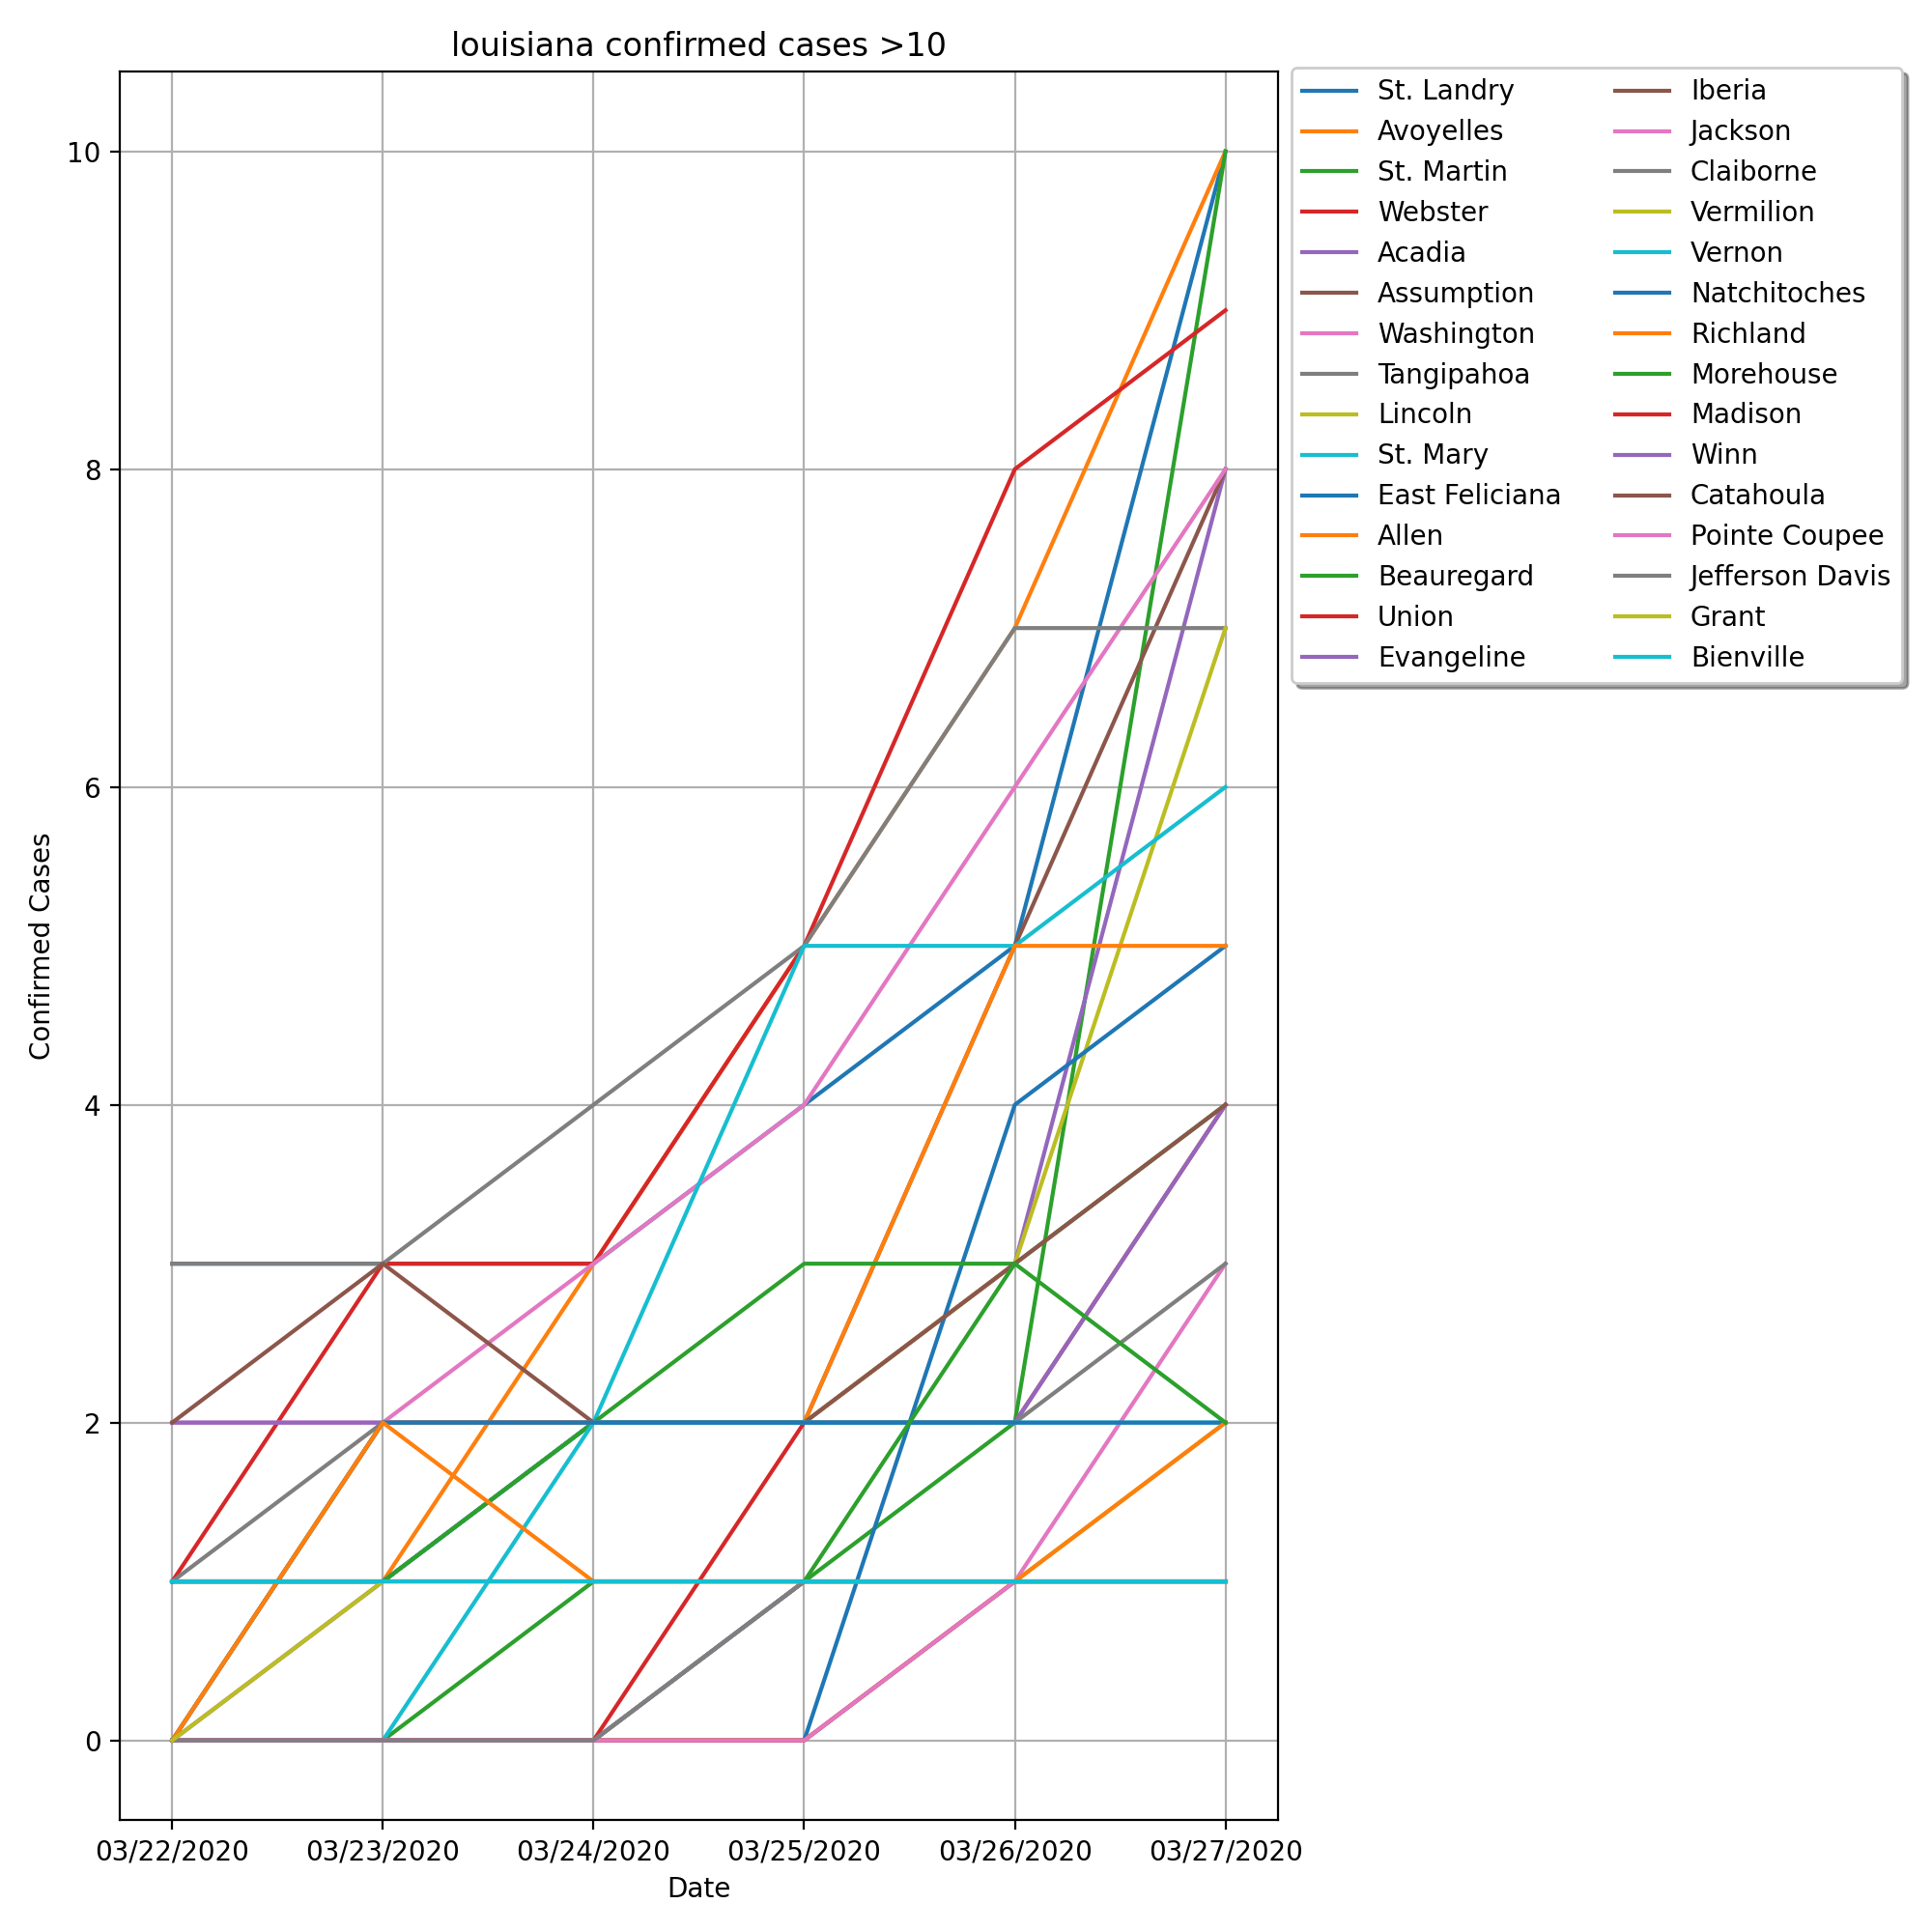 louisiana confirmed cases >10
St. Landry
Avoyelles
St. Martin
Webster
Acadia
Assumption
Washington
Tangipahoa
Lincoln
St. Mary
East Feliciana
Allen
Beauregard
Union
Evangeline
Iberia
Jackson
Claiborne
Vermilion
Vernon
Natchitoches
Richland
Morehouse
Madison
Winn
Catahoula
Pointe Coupee
Jefferson Davis
Grant
Bienville
Confirmed Cases
10
8
6
4
2
0
03/22/2020 03/23/2020 03/24/2020 03/25/2020 03/26/2020 03/27/2020
Date